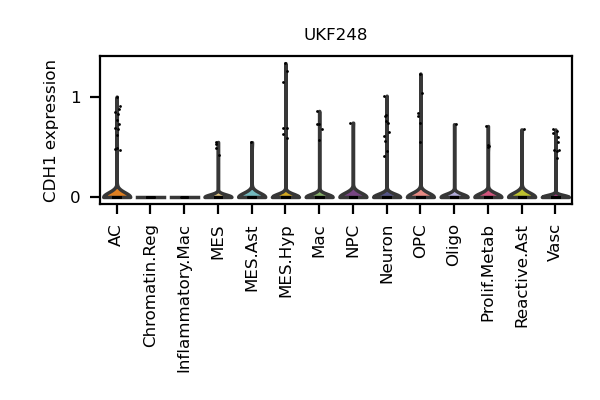 UKF248
CDH1 expression
1
0
AC
Chromatin.Reg
Inflammatory.Mac
MES
MES.Ast
MES.Hyp
Mac
NPC
Neuron
OPC
Oligo
Prolif.Metab
Reactive.Ast
Vasc